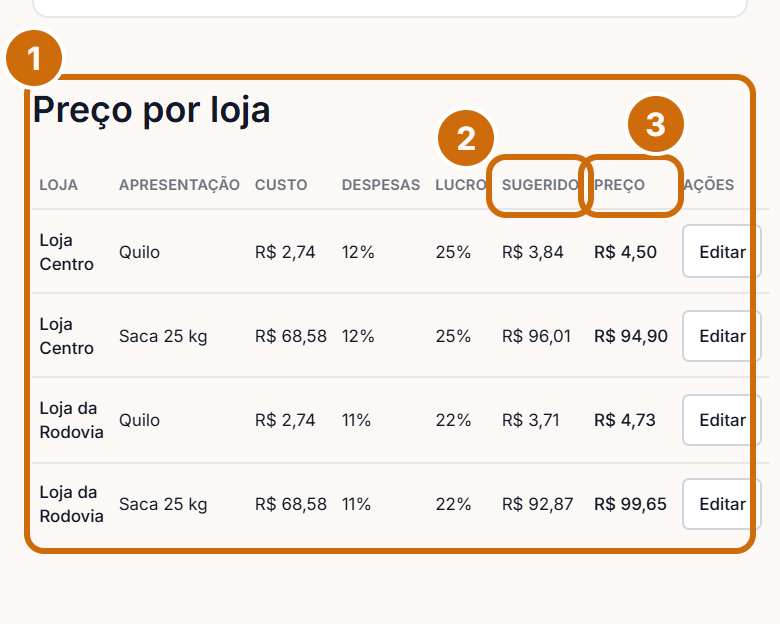 1
Preço por loja
2
3
LOJA APRESENTAÇÃO CUSTO DESPESAS LUCRO SUGERIDO PREÇO AÇÕES
Loja Centro Quilo R$ 2,74 12% 25% R$ 3,84 R$ 4,50 Editar
Loja Centro Saca 25 kg R$ 68,58 12% 25% R$ 96,01 R$ 94,90 Editar
Loja da Rodovia Quilo R$ 2,74 11% 22% R$ 3,71 R$ 4,73 Editar
Loja da Rodovia Saca 25 kg R$ 68,58 11% 22% R$ 92,87 R$ 99,65 Editar